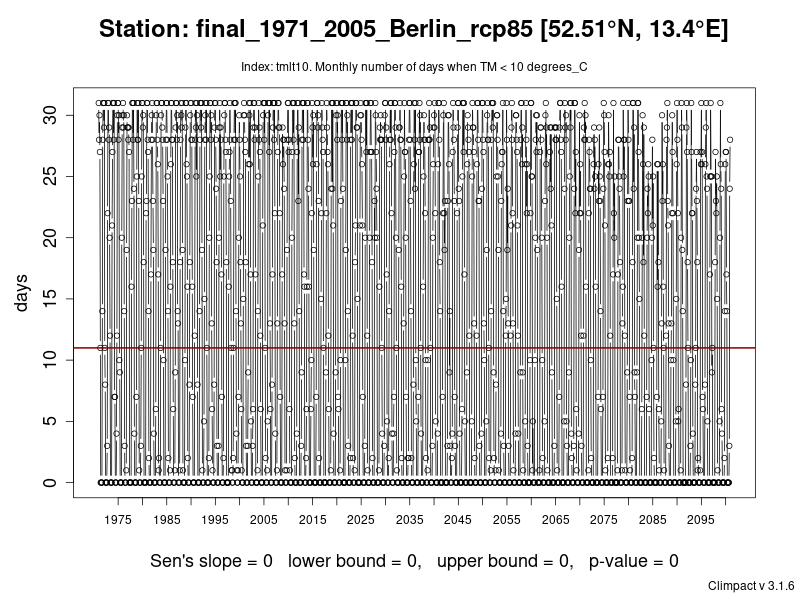 Station: final_1971_2005_Berlin_rcp85 [52.51°N, 13.4°E]
Index: tmlt10. Monthly number of days when TM < 10 degrees_C
days
30
25
20
15
10
5
0
1975 1985 1995 2005 2015 2025 2035 2045 2055 2065 2075 2085 2095
Sen's slope = 0 lower bound = 0, upper bound = 0, p-value = 0
Climpact v 3.1.6